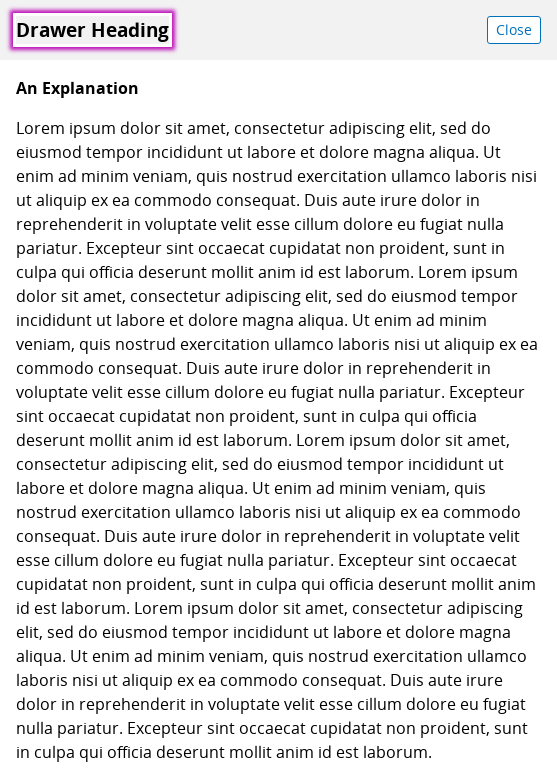 Drawer Heading
Close
An Explanation
Lorem ipsum dolor sit amet, consectetur adipiscing elit, sed do
eiusmod tempor incididunt ut labore et dolore magna aliqua. Ut
enim ad minim veniam, quis nostrud exercitation ullamco laboris nisi
ut aliquip ex ea commodo consequat. Duis aute irure dolor in
reprehenderit in voluptate velit esse cillum dolore eu fugiat nulla
pariatur. Excepteur sint occaecat cupidatat non proident, sunt in
culpa qui officia deserunt mollit anim id est laborum. Lorem ipsum
dolor sit amet, consectetur adipiscing elit, sed do eiusmod tempor
incididunt ut labore et dolore magna aliqua. Ut enim ad minim
veniam, quis nostrud exercitation ullamco laboris nisi ut aliquip ex ea
commodo consequat. Duis aute irure dolor in reprehenderit in
voluptate velit esse cillum dolore eu fugiat nulla pariatur. Excepteur
sint occaecat cupidatat non proident, sunt in culpa qui officia
deserunt mollit anim id est laborum. Lorem ipsum dolor sit amet,
consectetur adipiscing elit, sed do eiusmod tempor incididunt ut
labore et dolore magna aliqua. Ut enim ad minim veniam, quis
nostrud exercitation ullamco laboris nisi ut aliquip ex ea commodo
consequat. Duis aute irure dolor in reprehenderit in voluptate velit
esse cillum dolore eu fugiat nulla pariatur. Excepteur sint occaecat
cupidatat non proident, sunt in culpa qui officia deserunt mollit anim
id est laborum. Lorem ipsum dolor sit amet, consectetur adipiscing
elit, sed do eiusmod tempor incididunt ut labore et dolore magna
aliqua. Ut enim ad minim veniam, quis nostrud exercitation ullamco
laboris nisi ut aliquip ex ea commodo consequat. Duis aute irure
dolor in reprehenderit in voluptate velit esse cillum dolore eu fugiat
nulla pariatur. Excepteur sint occaecat cupidatat non proident, sunt
in culpa qui officia deserunt mollit anim id est laborum.